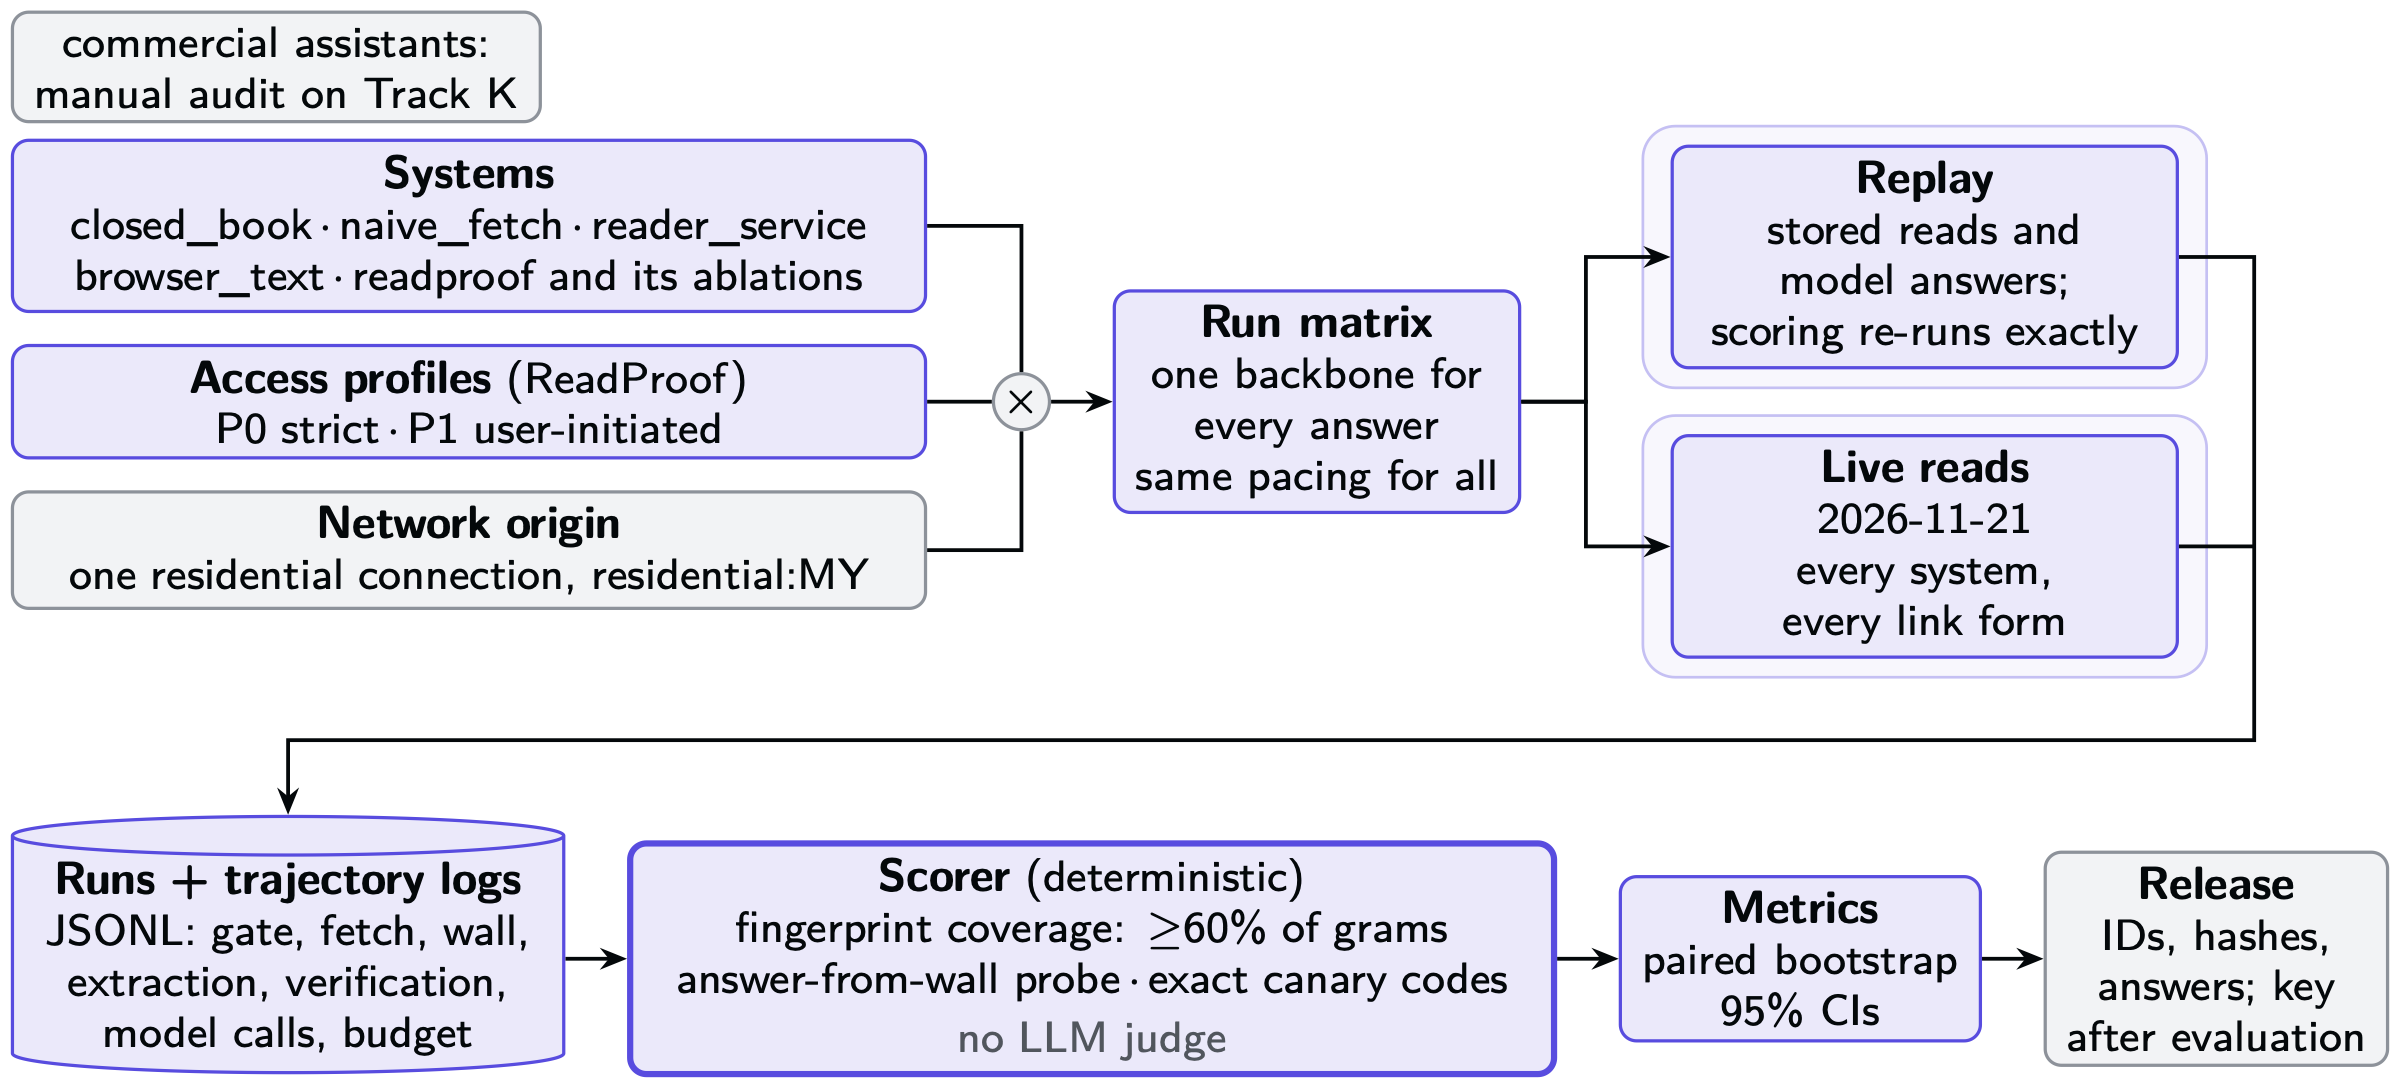 commercial assistants:
manual audit on Track K
Systems
closed_book · naive_fetch · reader_service
browser_text · readproof and its ablations
Access profiles (ReadProof)
P0 strict · P1 user-initiated
Network origin
one residential connection, residential:MY
×
Run matrix
one backbone for
every answer
same pacing for all
Replay
stored reads and
model answers;
scoring re-runs exactly
Live reads
2026-11-21
every system,
every link form
Runs + trajectory logs
JSONL: gate, fetch, wall,
extraction, verification,
model calls, budget
Scorer (deterministic)
fingerprint coverage: ≥60% of grams
answer-from-wall probe · exact canary codes
no LLM judge
Metrics
paired bootstrap
95% CIs
Release
IDs, hashes,
answers; key
after evaluation